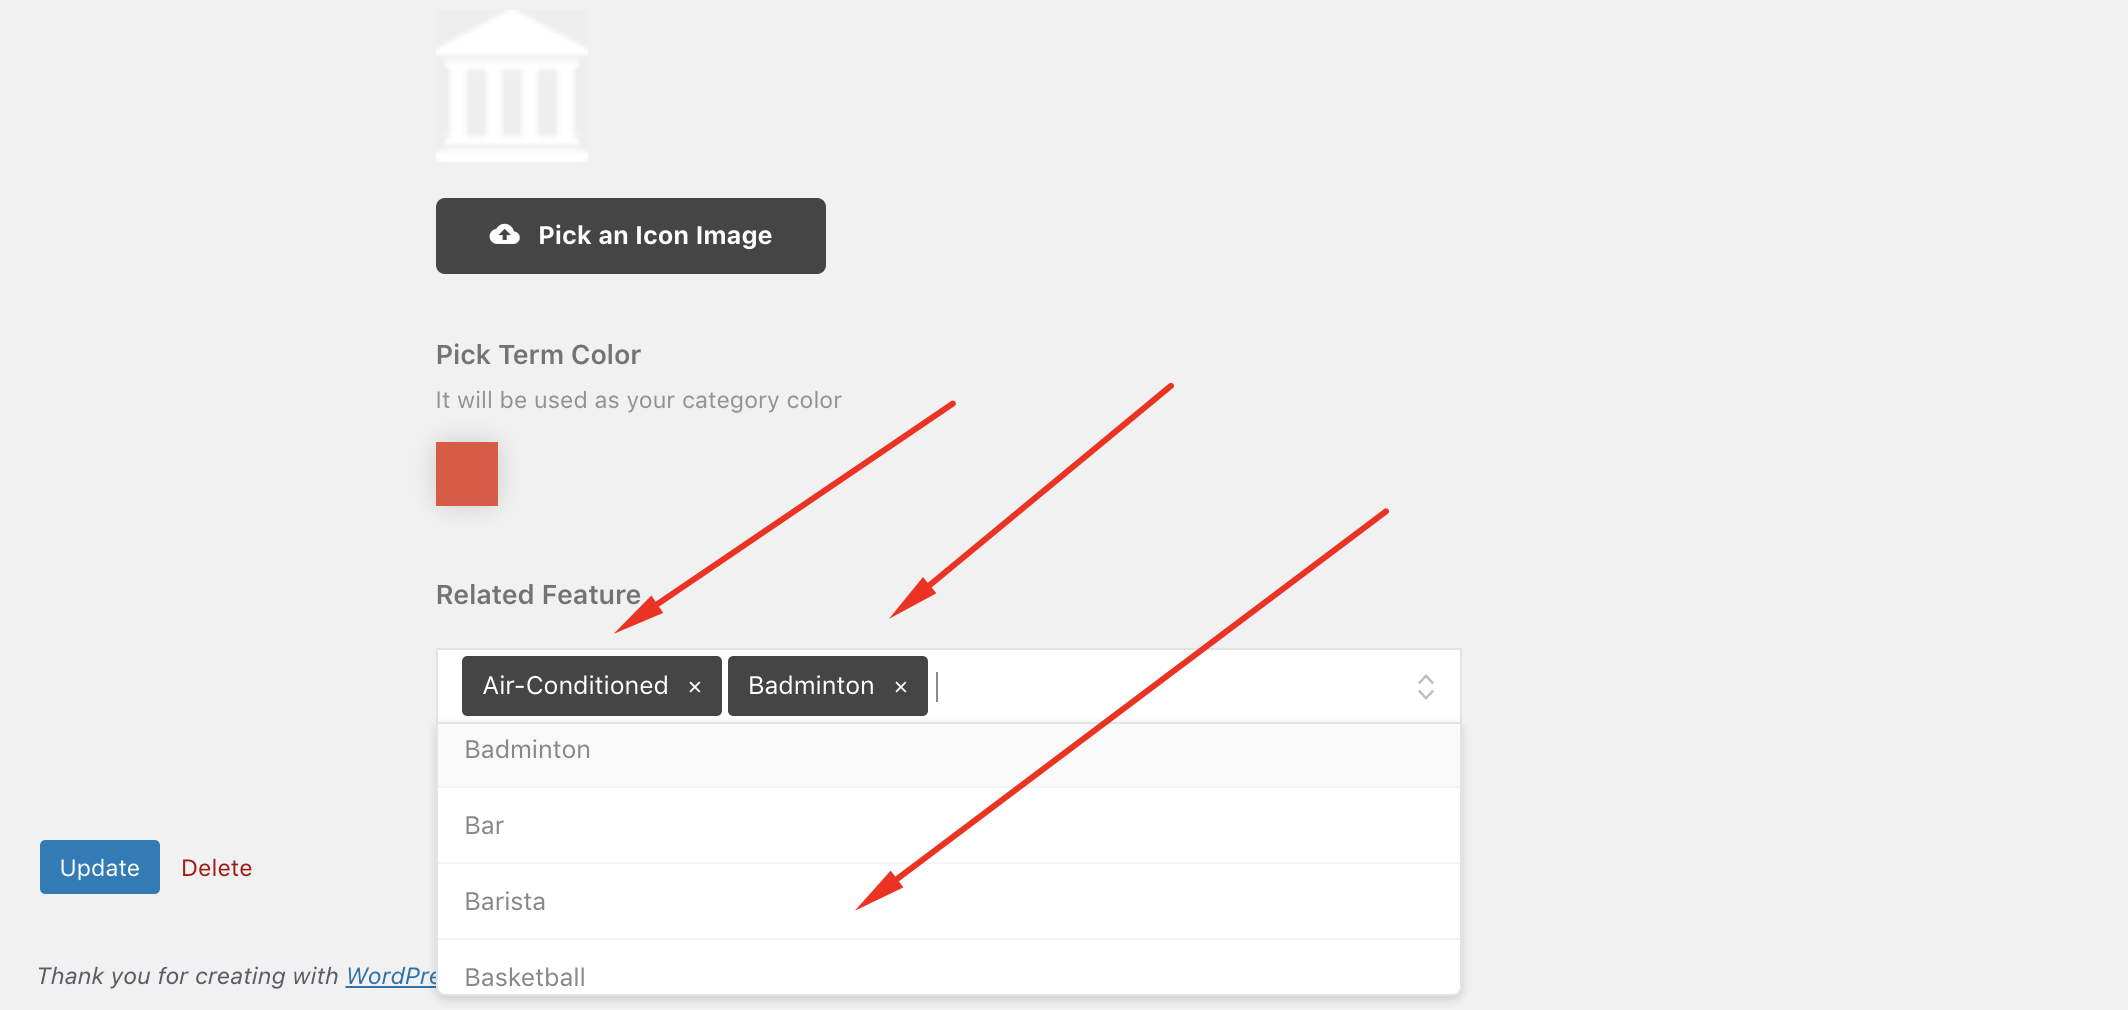 Pick an Icon Image
Pick Term Color
It will be used as your category color
Related Feature
Air-Conditioned × Badminton ×
Badminton
Bar
Update Delete
Barista
Thank you for creating with WordPre
Basketball